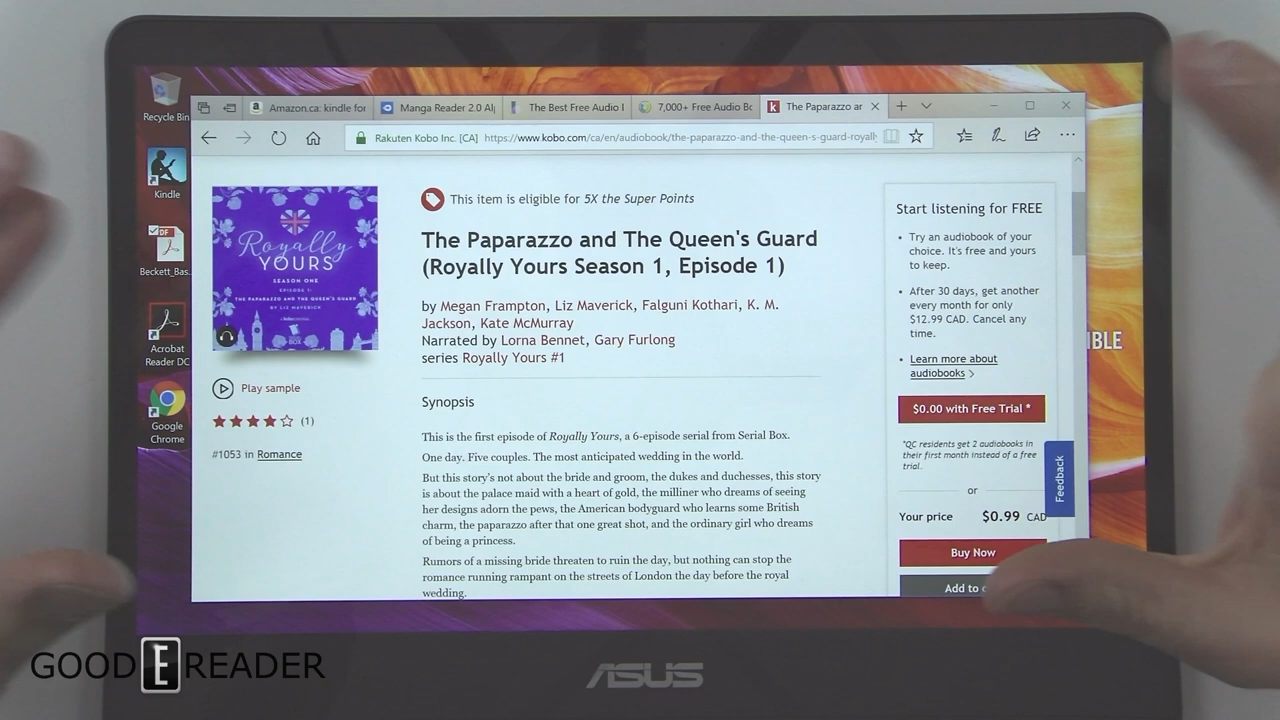 Recycle Bin
Kindle
Beckett_Bas...
Acrobat
Reader DC
Google
Chrome
Amazon.ca: kindle for
Manga Reader 2.0 Al
The Best Free Audio
7,000+ Free Audio Bo
The Paparazzo ar
Rakuten Kobo Inc. [CA] https://www.kobo.com/ca/en/audiobook/the-paparazzo-and-the-queen-s-guard-royally
Royally
YOURS
SEASON ONE
EPISODE 1:
THE PAPARAZZO AND THE QUEEN'S GUARD
BY LIZ MAVERICK
BOX
Play sample
(1)
#1053 in Romance
This item is eligible for 5X the Super Points
The Paparazzo and The Queen's Guard
(Royally Yours Season 1, Episode 1)
by Megan Frampton, Liz Maverick, Falguni Kothari, K. M.
Jackson, Kate McMurray
Narrated by Lorna Bennet, Gary Furlong
series Royally Yours #1
Synopsis
This is the first episode of Royally Yours, a 6-episode serial from Serial Box.
One day. Five couples. The most anticipated wedding in the world.
But this story's not about the bride and groom, the dukes and duchesses, this story
is about the palace maid with a heart of gold, the milliner who dreams of seeing
her designs adorn the pews, the American bodyguard who learns some British
charm, the paparazzo after that one great shot, and the ordinary girl who dreams
of being a princess.
Rumors of a missing bride threaten to ruin the day, but nothing can stop the
romance running rampant on the streets of London the day before the royal
wedding.
Start listening for FREE
• Try an audiobook of your
choice. It's free and yours
to keep.
• After 30 days, get another
every month for only
$12.99 CAD. Cancel any
time.
• Learn more about
audiobooks >
$0.00 with Free Trial *
*QC residents get 2 audiobooks in
their first month instead of a free
trial.
or
Your price $0.99 CAD
Buy Now
Add to c
Feedback
IBLE
GOOD E READER
ASUS